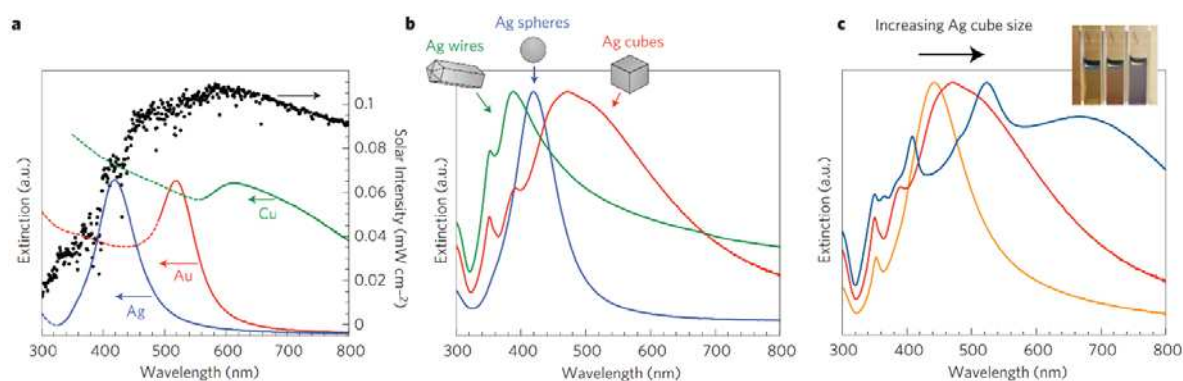 a
Extinction (a.u.)
Cu
Au
Ag
0.1
0.08
0.06
0.04
0.02
0
Solar Intensity (mW cm⁻²)
300 400 500 600 700 800
Wavelength (nm)
b
Ag spheres
Ag wires
Ag cubes
Extinction (a.u.)
300 400 500 600 700 800
Wavelength (nm)
c
Increasing Ag cube size
Extinction (a.u.)
300 400 500 600 700 800
Wavelength (nm)